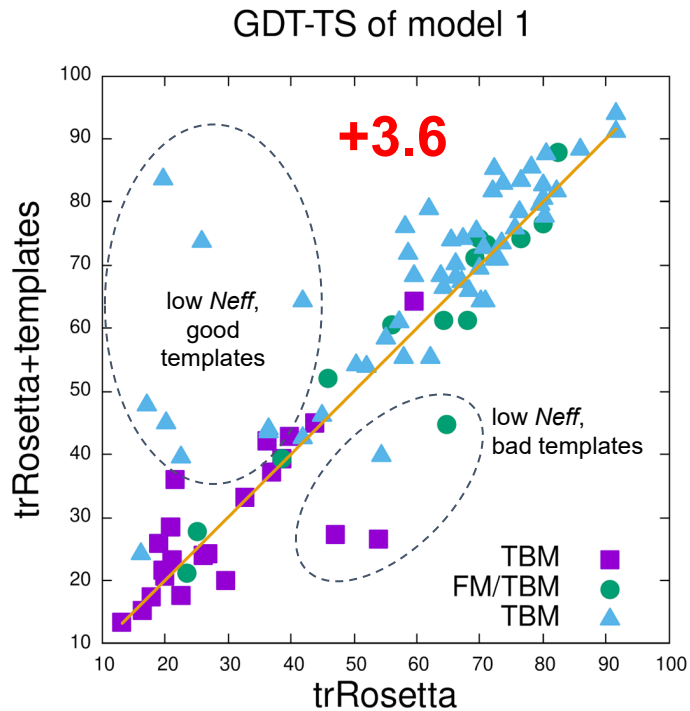 GDT-TS of model 1
+3.6
trRosetta+templates
100
90
80
70
60
50
40
30
20
10
low Neff,
good
templates
low Neff,
bad templates
TBM
FM/TBM
TBM
10 20 30 40 50 60 70 80 90 100
trRosetta